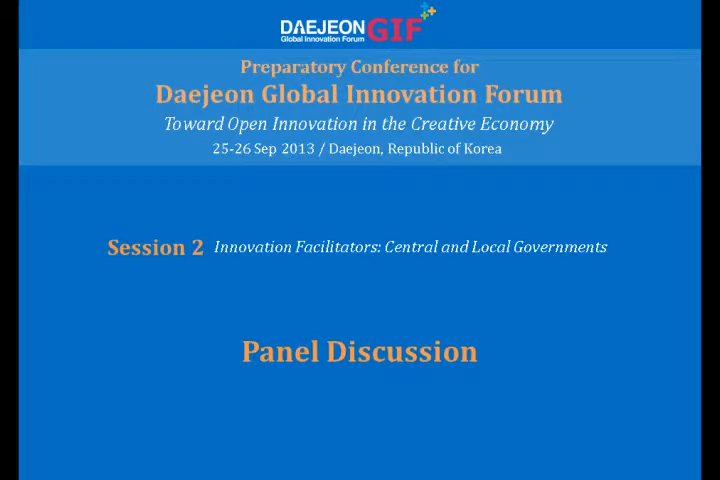 DAEJEON GIF
Global Innovation Forum
Preparatory Conference for
Daejeon Global Innovation Forum
Toward Open Innovation in the Creative Economy
25-26 Sep 2013 / Daejeon, Republic of Korea
Session 2 Innovation Facilitators: Central and Local Governments
Panel Discussion